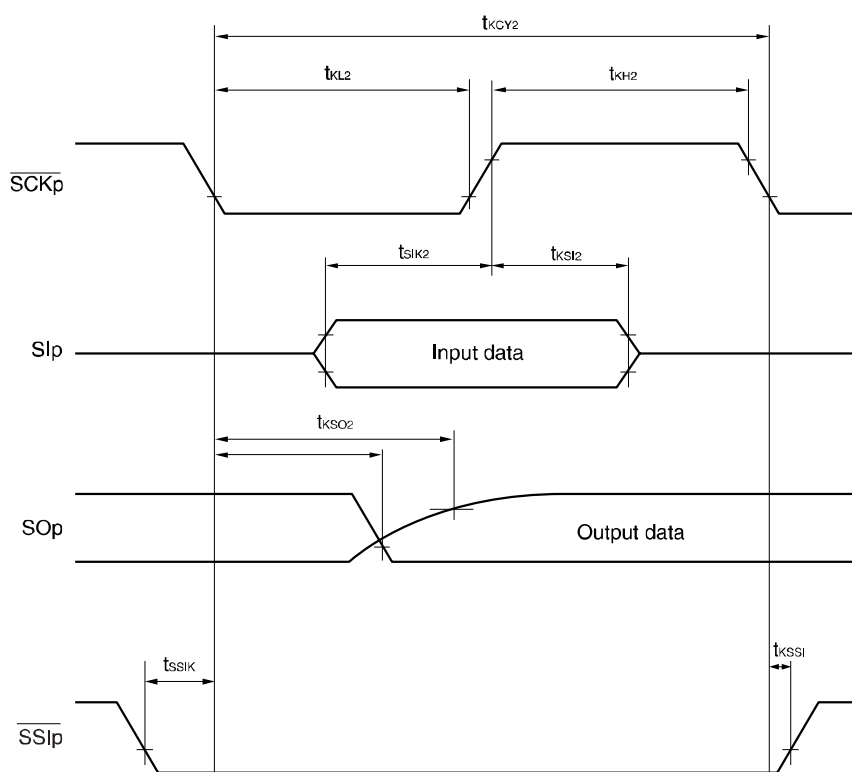 tKCY2
tKL2
tKH2
SCKp
tSIK2
tKSI2
SIp
Input data
tKSO2
SOp
Output data
tSSIK
tKSSI
SSIp